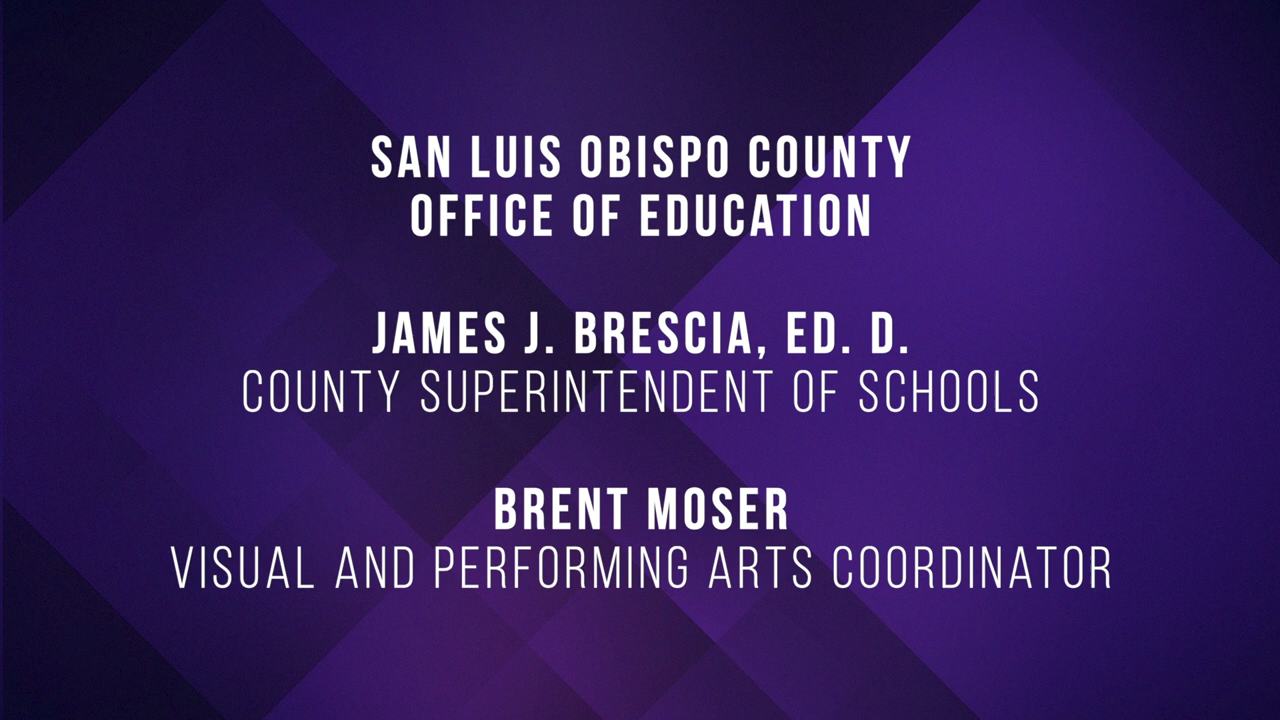 SAN LUIS OBISPO COUNTY
OFFICE OF EDUCATION
JAMES J. BRESCIA, ED. D.
COUNTY SUPERINTENDENT OF SCHOOLS
BRENT MOSER
VISUAL AND PERFORMING ARTS COORDINATOR